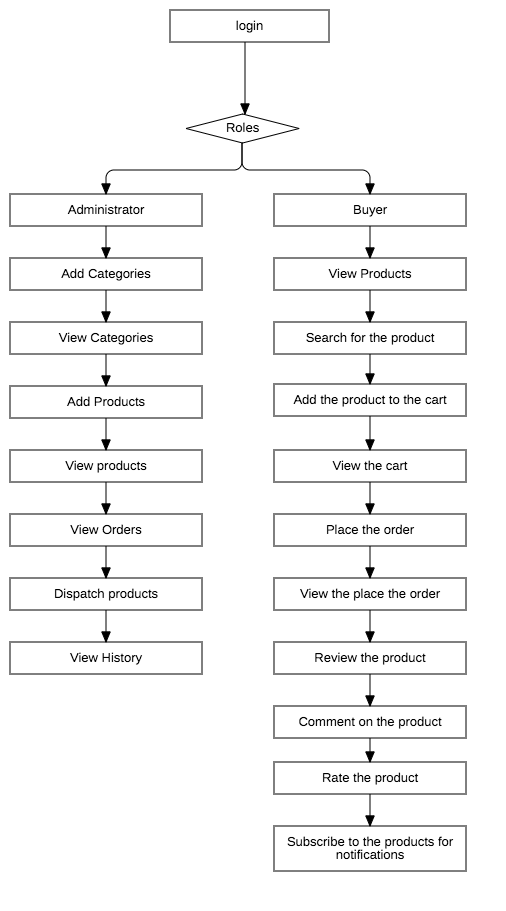 login
Roles
Administrator
Buyer
Add Categories
View Products
View Categories
Search for the product
Add Products
Add the product to the cart
View products
View the cart
View Orders
Place the order
Dispatch products
View the place the order
View History
Review the product
Comment on the product
Rate the product
Subscribe to the products for
notifications